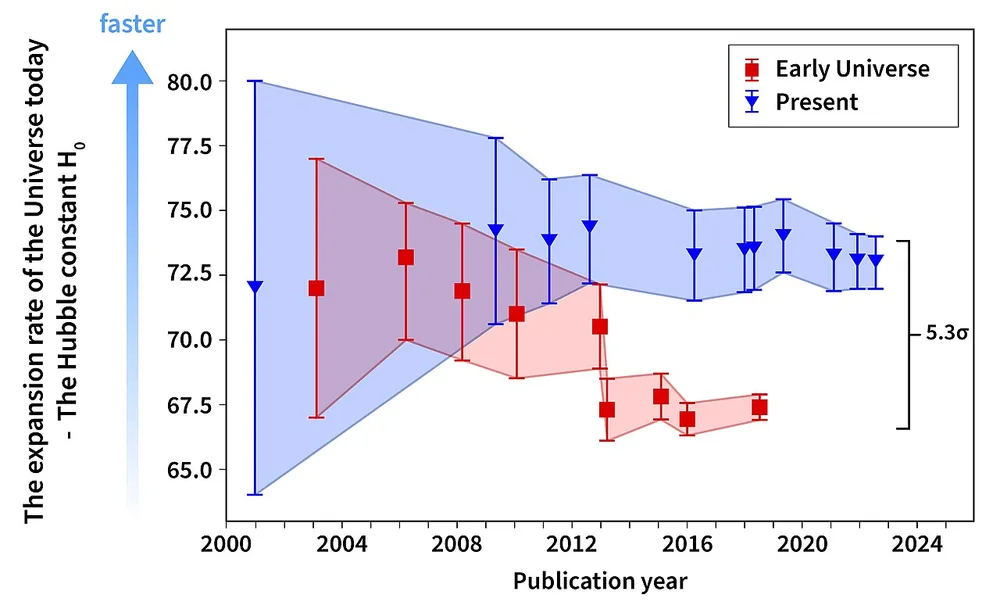 faster
The expansion rate of the Universe today
- The Hubble constant H₀
80.0
77.5
75.0
72.5
70.0
67.5
65.0
Early Universe
Present
5.3σ
2000 2004 2008 2012 2016 2020 2024
Publication year